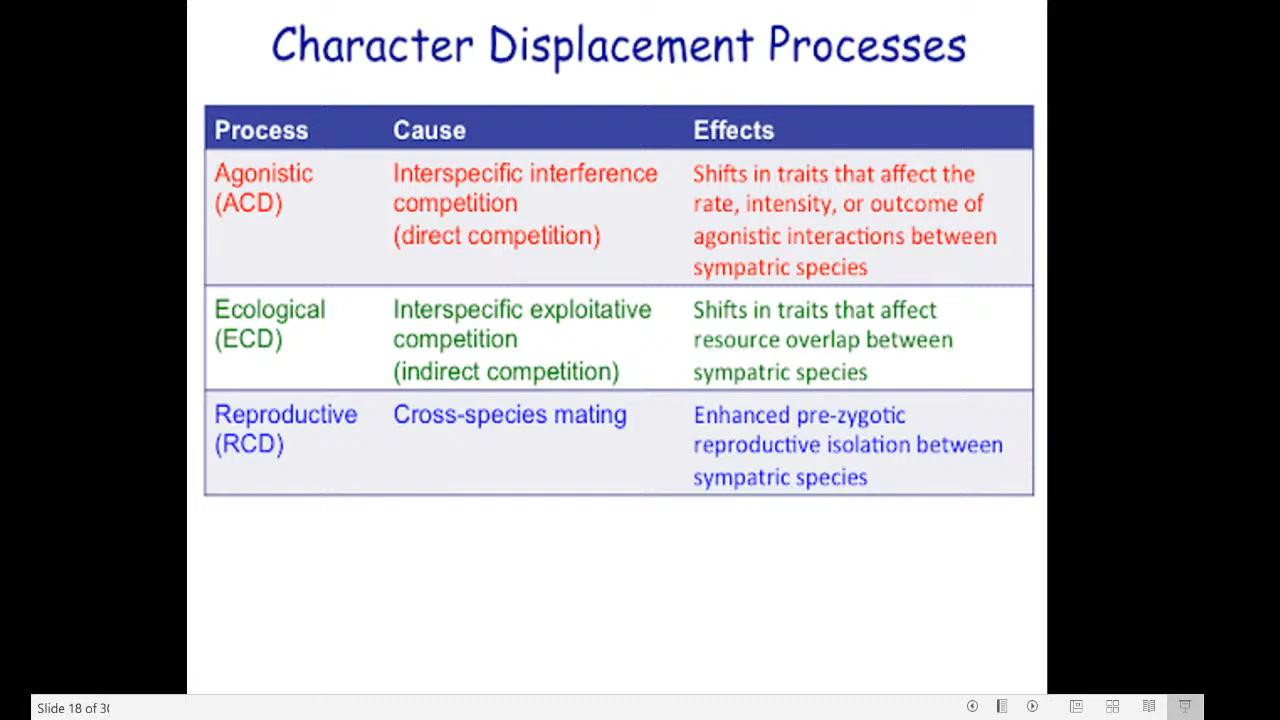 Character Displacement Processes
Process Cause Effects
Agonistic Interspecific interference Shifts in traits that affect the
(ACD) competition rate, intensity, or outcome of
(direct competition) agonistic interactions between
sympatric species
Ecological Interspecific exploitative Shifts in traits that affect
(ECD) competition resource overlap between
(indirect competition) sympatric species
Reproductive Cross-species mating Enhanced pre-zygotic
(RCD) reproductive isolation between
sympatric species
Slide 18 of